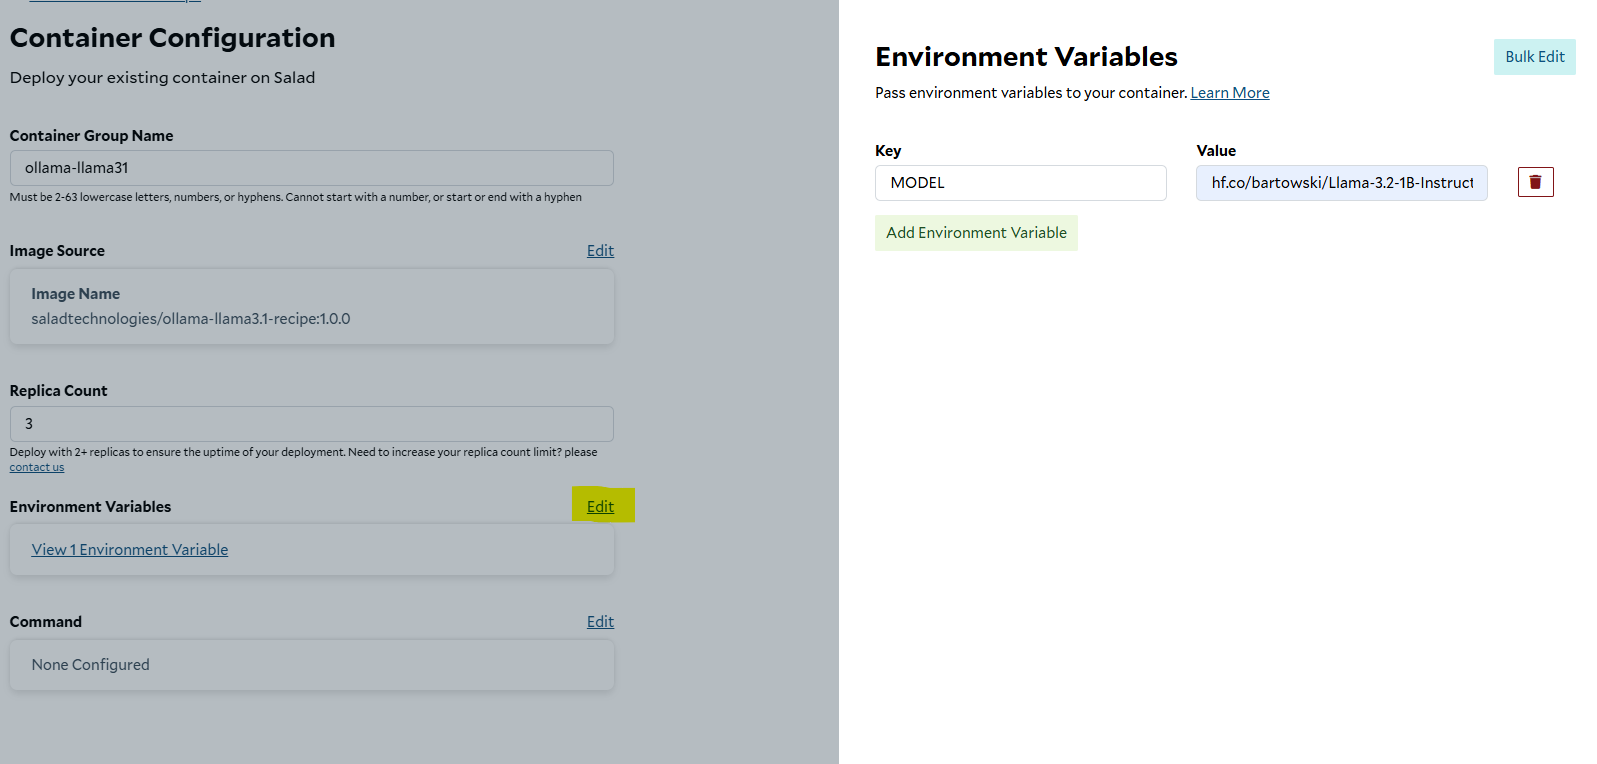 Container Configuration
Deploy your existing container on Salad
Container Group Name
ollama-llama31
Must be 2-63 lowercase letters, numbers, or hyphens. Cannot start with a number, or start or end with a hyphen
Image Source
Edit
Image Name
saladtechnologies/ollama-llama3.1-recipe:1.0.0
Replica Count
3
Deploy with 2+ replicas to ensure the uptime of your deployment. Need to increase your replica count limit? please
contact us
Environment Variables
Edit
View 1 Environment Variable
Command
Edit
None Configured
Environment Variables
Bulk Edit
Pass environment variables to your container. Learn More
Key
Value
MODEL
hf.co/bartowski/Llama-3.2-1B-Instruct
Add Environment Variable